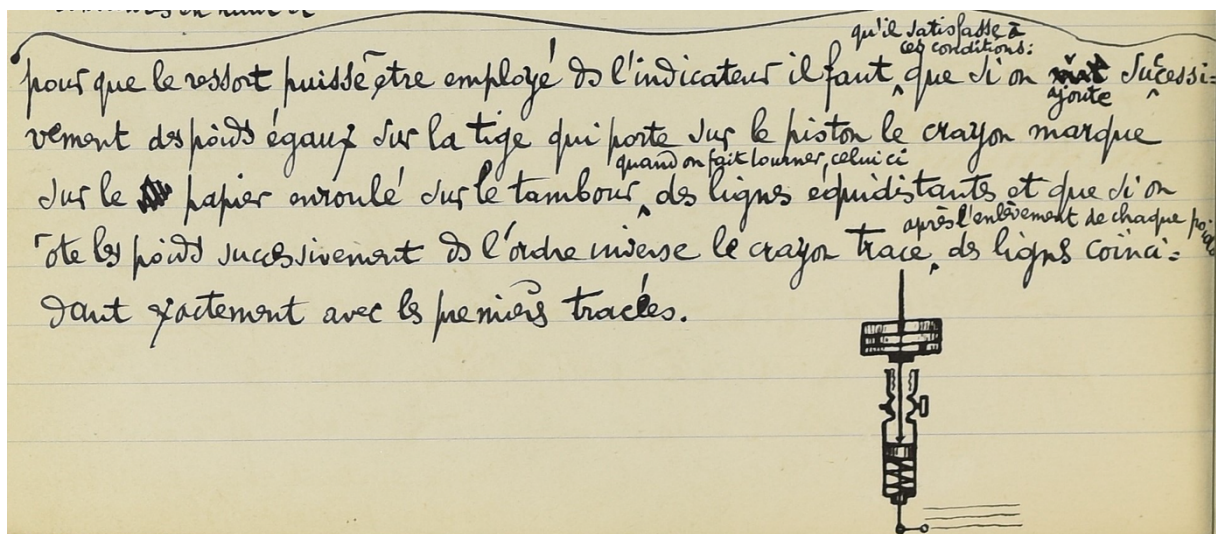 pour que le ressort puisse être employé ds l'indicateur il faut qu'il satisfasse à ces conditions: que si on ajoute succéssi=
vement des poids égaux sur la tige qui porte sur le piston le crayon marque
sur le papier enroulé sur le tambour, quand on fait tourner celui ci des lignes équidistantes et que si on
ôte les poids successivement ds l'ordre inverse le crayon trace, après l'enlèvement de chaque poids des lignes coïnci=
dant exactement avec les premiers tracées.